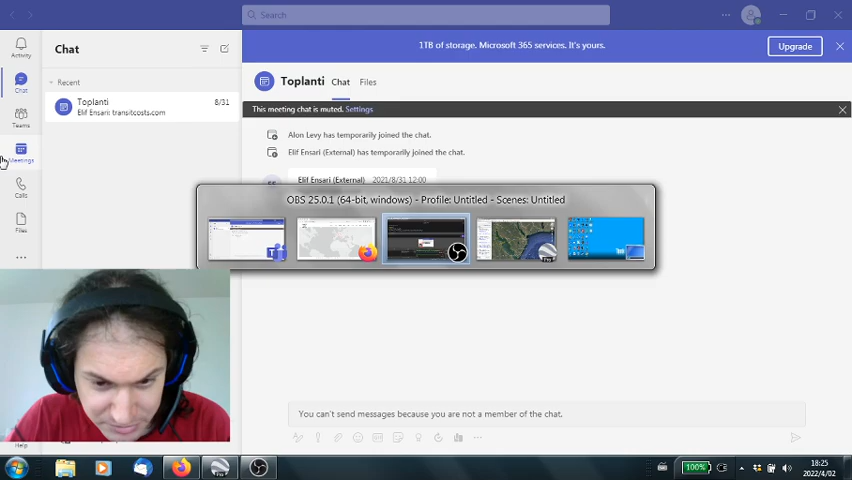 Search
Activity
Chat
Teams
Meetings
Calls
Files
Help
Chat
Recent
Toplanti
8/31
Elif Ensari: transitcosts.com
1TB of storage. Microsoft 365 services. It's yours.
Upgrade
Toplanti
Chat
Files
This meeting chat is muted. Settings
Alon Levy has temporarily joined the chat.
Elif Ensari (External) has temporarily joined the chat.
Elif Ensari (External) 2021/8/31 12:00
OBS 25.0.1 (64-bit, windows) - Profile: Untitled - Scenes: Untitled
You can't send messages because you are not a member of the chat.
100%
18:25
2022/4/02